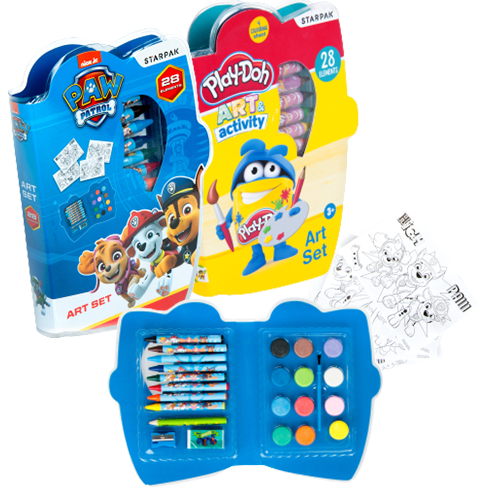 nick jr.
PAW
PATROL
STARPAK
28
ELEMENTS
ART
SET
28
ART SET
STARPAK
28
ELEMENTS
Play-Doh
ART &
activity
Play-Doh
3+
Art
Set